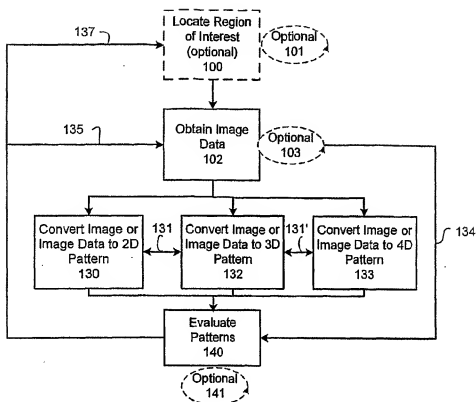 137
Locate Region
of Interest
(optional)
100
Optional
101
135
Obtain Image
Data
102
Optional
103
134
Convert Image or
Image Data to 2D
Pattern
130
131
Convert Image or
Image Data to 3D
Pattern
132
131'
Convert Image or
Image Data to 4D
Pattern
133
Evaluate
Patterns
140
Optional
141